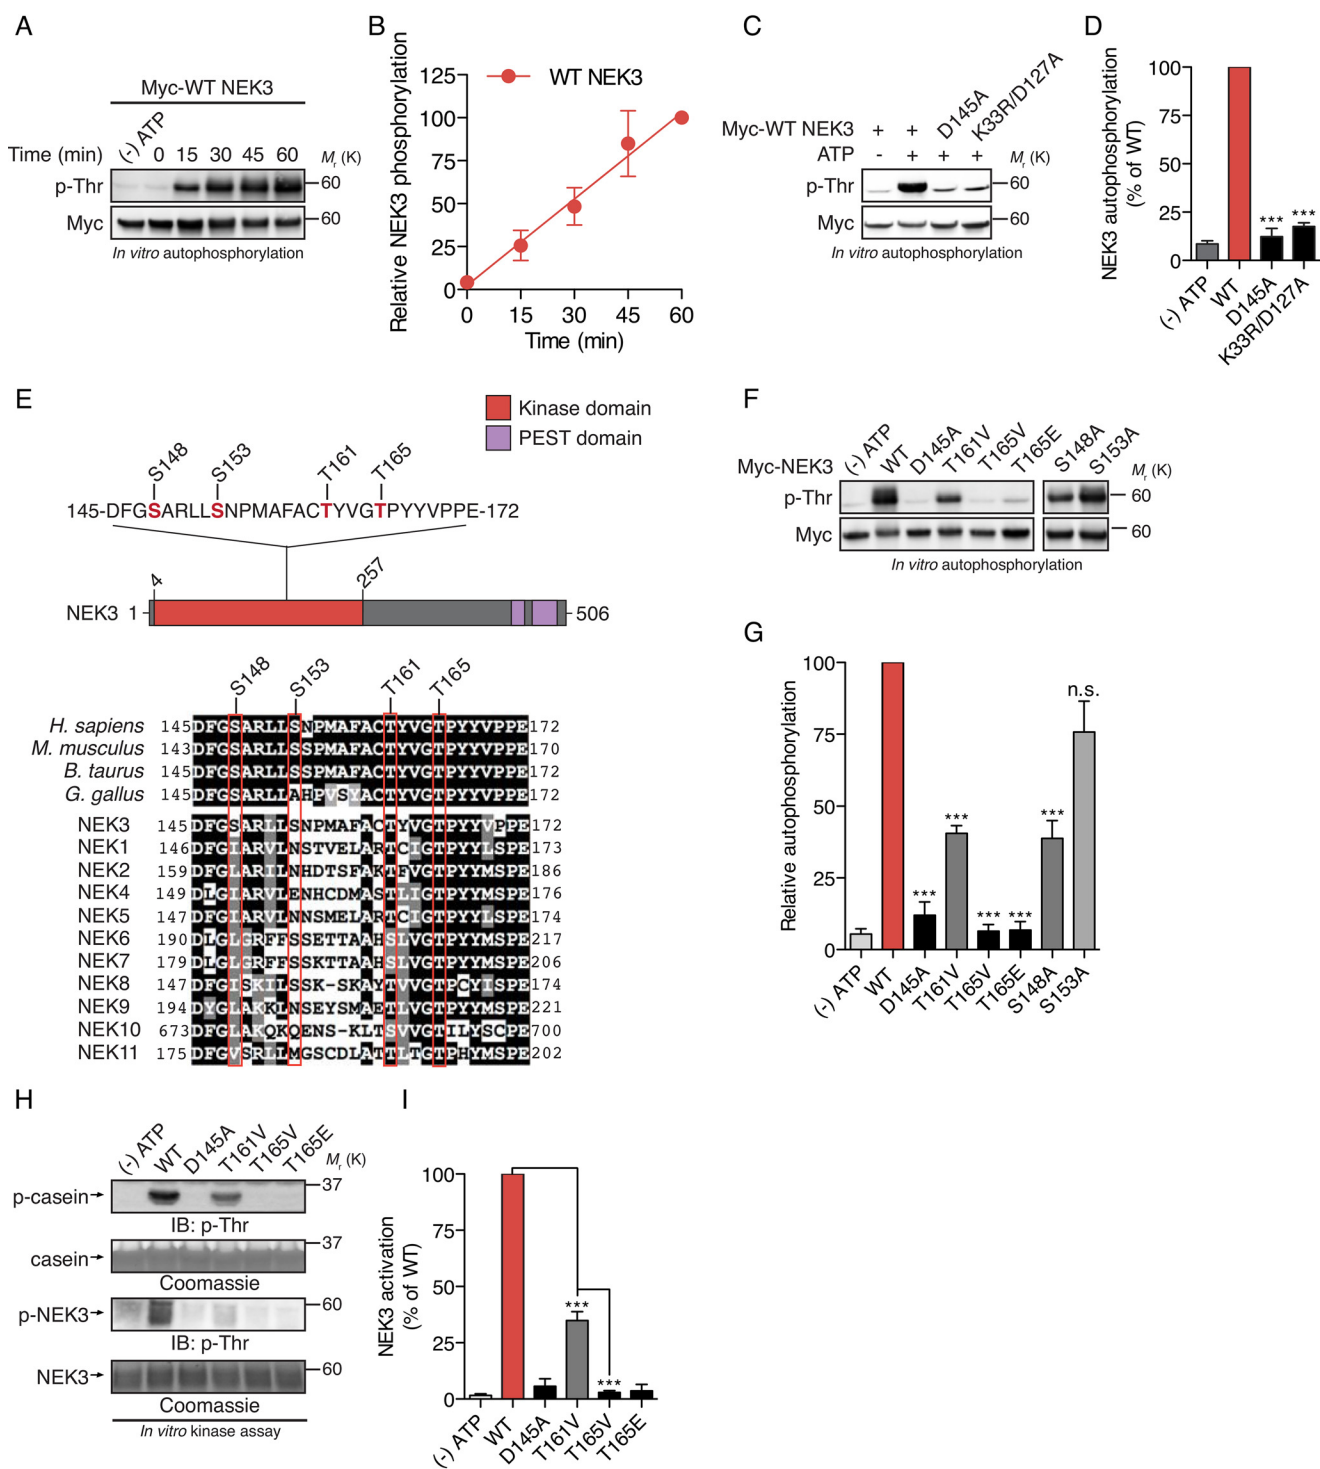 A
Myc-WT NEK3
(-) ATP
Time (min) 0 15 30 45 60 Mr (K)
p-Thr 60
Myc 60
In vitro autophosphorylation
B
Relative NEK3 phosphorylation
WT NEK3
125
100
75
50
25
0
0 15 30 45 60
Time (min)
C
D145A
K33R/D127A
Myc-WT NEK3 + +
ATP - + + + Mr (K)
p-Thr 60
Myc 60
In vitro autophosphorylation
D
NEK3 autophosphorylation
(% of WT)
100
75
50
25
0
*** ***
(-) ATP
WT
D145A
K33R/D127A
E
Kinase domain
PEST domain
S148 S153 T161 T165
145-DFGSARLLSNPMAFACTYVGTPYYVPPE-172
4 257
NEK3 1 506
S148 S153 T161 T165
H. sapiens 145 DFGSARLLSNPMAFACTYVGTPYYVPPE 172
M. musculus 143 DFGSARLLSSPMAFACTYVGTPYYVPPE 170
B. taurus 145 DFGSARLLSSPMAFACTYVGTPYYVPPE 172
G. gallus 145 DFGSARLLAHPVSYACTYVGTPYYVPPE 172
NEK3 145 DFGSARLLSNPMAFACTYVGTPYYVPPE 172
NEK1 146 DFGIARVLNSTVELARTCIGTPYYLSPE 173
NEK2 159 DFGLARILNHDTSFAKTFVGTPYYMSPE 186
NEK4 149 DLGIARVLENHCDMASTLIGTPYYMSPE 176
NEK5 147 DFGIARVLNNSMELARTCIGTPYYLSPE 174
NEK6 190 DLGLGRFFSSETTAAHSLVGTPYYMSPE 217
NEK7 179 DLGLGRFFSSKTTAAHSLVGTPYYMSPE 206
NEK8 147 DFGISKILSSK-SKAYTVVGTPCYISPE 174
NEK9 194 DYGLAKKLNSEYSMAETLVGTPYYMSPE 221
NEK10 673 DFGLAKQKQENS-KLTSVVGTILYSCPE 700
NEK11 175 DFGVSRLLMGSCDLATTLTGTPHYMSPE 202
F
Myc-NEK3 (-) ATP WT D145A T161V T165V T165E S148A S153A Mr (K)
p-Thr 60
Myc 60
In vitro autophosphorylation
G
Relative autophosphorylation
100
75
50
25
0
*** *** *** *** *** n.s.
(-) ATP
WT
D145A
T161V
T165V
T165E
S148A
S153A
H
(-) ATP WT D145A T161V T165V T165E Mr (K)
p-casein 37
IB: p-Thr
casein 37
Coomassie
p-NEK3 60
IB: p-Thr
NEK3 60
Coomassie
In vitro kinase assay
I
NEK3 activation
(% of WT)
100
75
50
25
0
*** ***
(-) ATP
WT
D145A
T161V
T165V
T165E